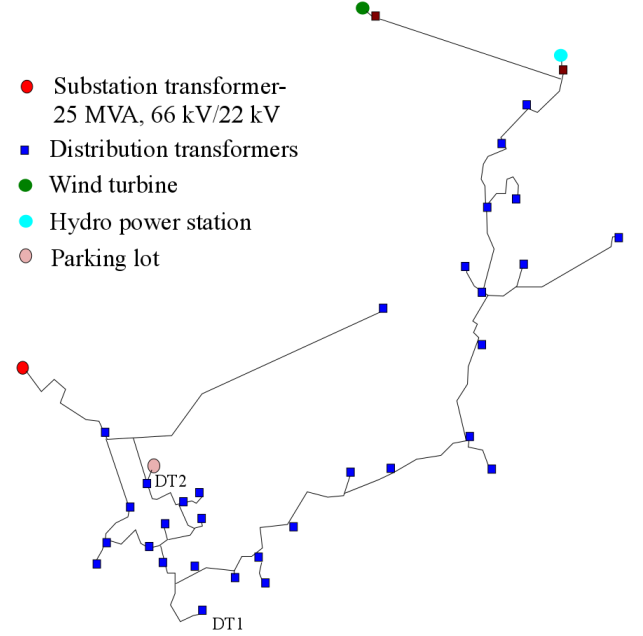 Substation transformer-
25 MVA, 66 kV/22 kV
Distribution transformers
Wind turbine
Hydro power station
Parking lot
DT2
DT1